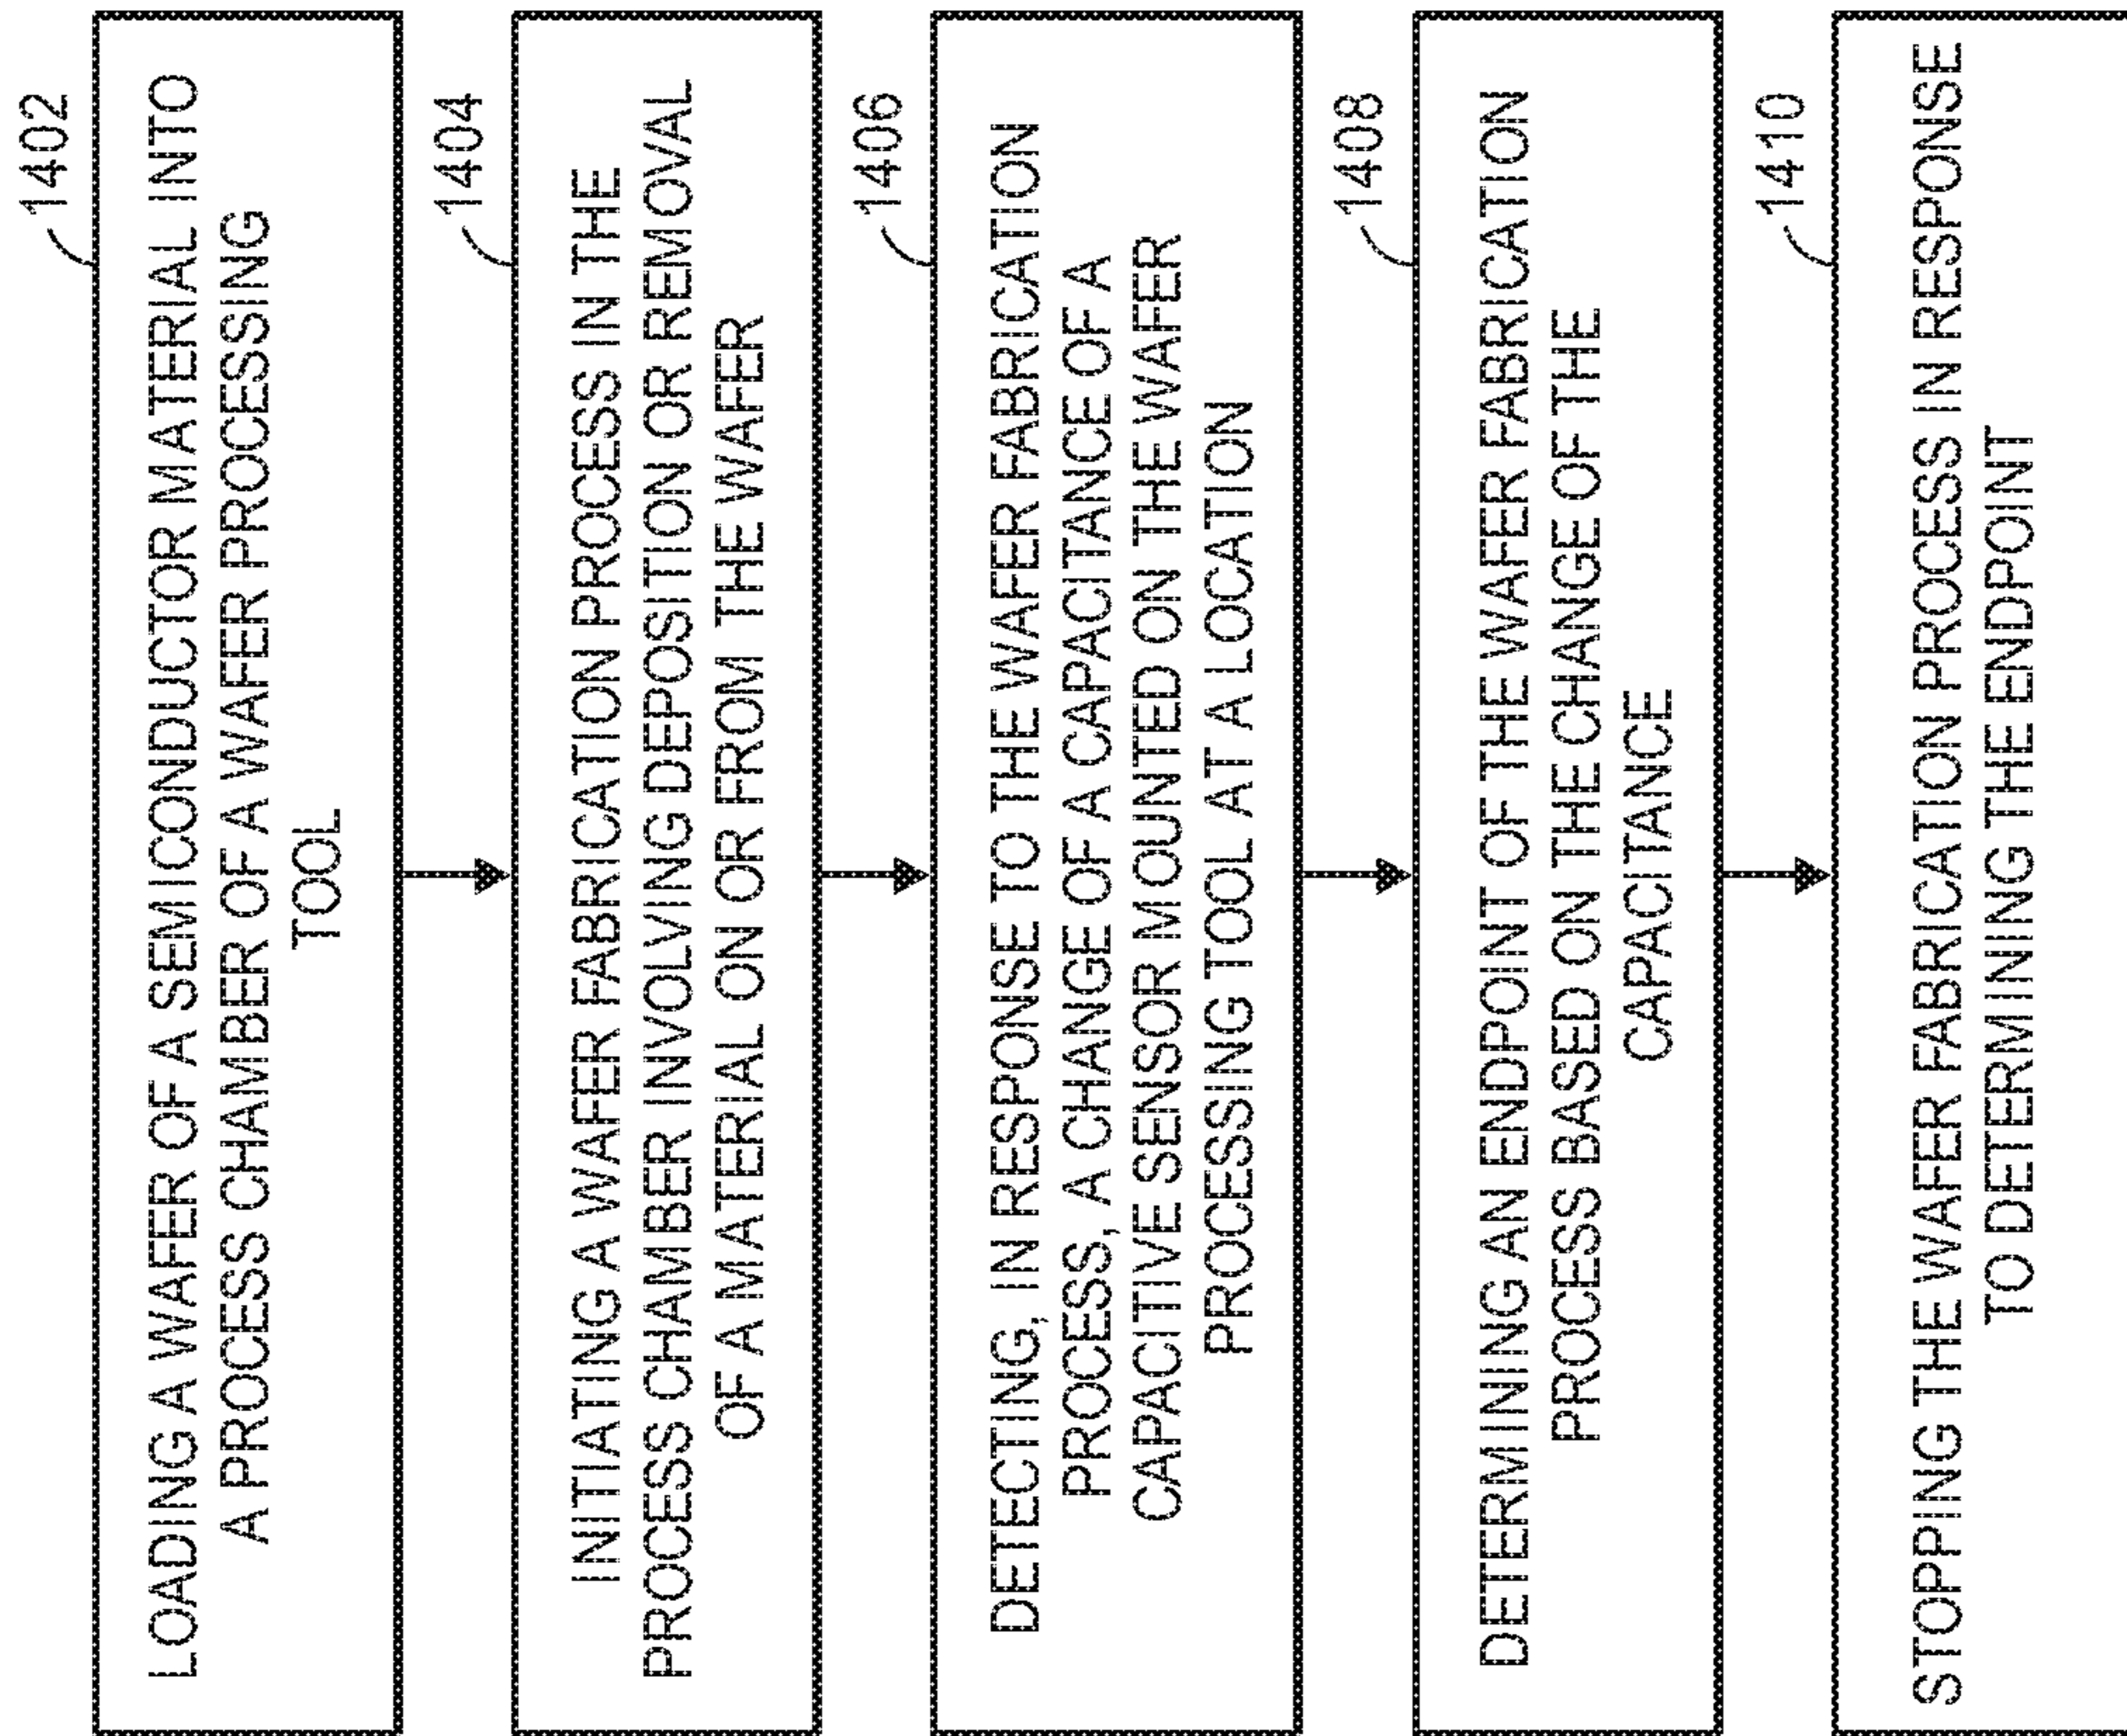 1402
LOADING A WAFER OF A SEMICONDUCTOR MATERIAL INTO
A PROCESS CHAMBER OF A WAFER PROCESSING
TOOL
1404
INITIATING A WAFER FABRICATION PROCESS IN THE
PROCESS CHAMBER INVOLVING DEPOSITION OR REMOVAL
OF A MATERIAL ON OR FROM THE WAFER
1406
DETECTING, IN RESPONSE TO THE WAFER FABRICATION
PROCESS, A CHANGE OF A CAPACITANCE OF A
CAPACITIVE SENSOR MOUNTED ON THE WAFER
PROCESSING TOOL AT A LOCATION
1408
DETERMINING AN ENDPOINT OF THE WAFER FABRICATION
PROCESS BASED ON THE CHANGE OF THE
CAPACITANCE
1410
STOPPING THE WAFER FABRICATION PROCESS IN RESPONSE
TO DETERMINING THE ENDPOINT